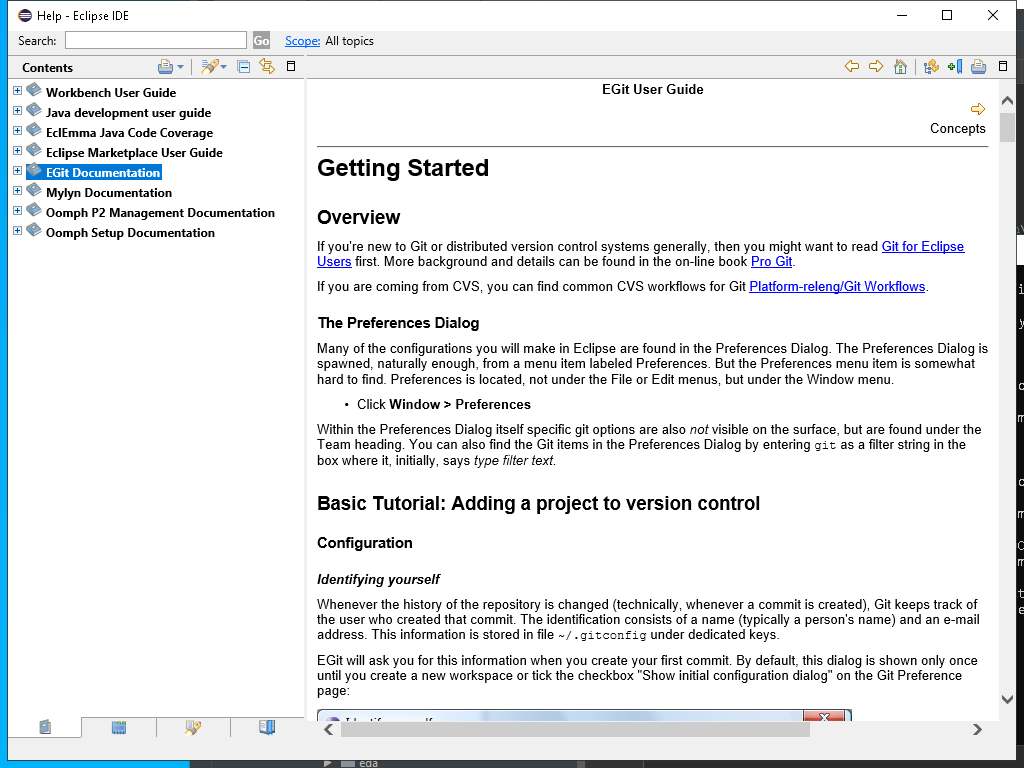 Help - Eclipse IDE
Search:
Go
Scope: All topics
Contents
Workbench User Guide
Java development user guide
EclEmma Java Code Coverage
Eclipse Marketplace User Guide
EGit Documentation
Mylyn Documentation
Oomph P2 Management Documentation
Oomph Setup Documentation
EGit User Guide
Concepts
Getting Started
Overview
If you're new to Git or distributed version control systems generally, then you might want to read Git for Eclipse
Users first. More background and details can be found in the on-line book Pro Git.
If you are coming from CVS, you can find common CVS workflows for Git Platform-releng/Git Workflows.
The Preferences Dialog
Many of the configurations you will make in Eclipse are found in the Preferences Dialog. The Preferences Dialog is
spawned, naturally enough, from a menu item labeled Preferences. But the Preferences menu item is somewhat
hard to find. Preferences is located, not under the File or Edit menus, but under the Window menu.
• Click Window > Preferences
Within the Preferences Dialog itself specific git options are also not visible on the surface, but are found under the
Team heading. You can also find the Git items in the Preferences Dialog by entering git as a filter string in the
box where it, initially, says type filter text.
Basic Tutorial: Adding a project to version control
Configuration
Identifying yourself
Whenever the history of the repository is changed (technically, whenever a commit is created), Git keeps track of
the user who created that commit. The identification consists of a name (typically a person's name) and an e-mail
address. This information is stored in file ~/.gitconfig under dedicated keys.
EGit will ask you for this information when you create your first commit. By default, this dialog is shown only once
until you create a new workspace or tick the checkbox "Show initial configuration dialog" on the Git Preference
page:
eda